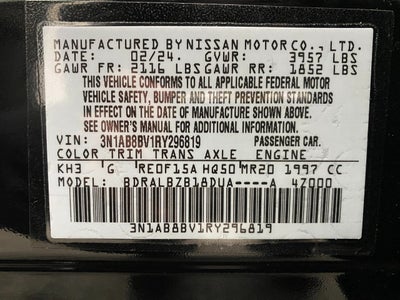 MANUFACTURED BY NISSAN MOTOR CO., LTD.
DATE: 02/24. GVWR: 3957 LBS
GAWR FR: 2116 LBS GAWR RR: 1852 LBS
THIS VEHICLE CONFORMS TO ALL APPLICABLE FEDERAL MOTOR
VEHICLE SAFETY, BUMPER AND THEFT PREVENTION STANDARDS
IN EFFECT ON THE DATE OF MANUFACTURE SHOWN ABOVE.
SEE OWNER'S MANUAL FOR ADDITIONAL INFORMATION.
VIN: 3N1AB8BV1RY296819 PASSENGER CAR.
COLOR TRIM TRANS AXLE ENGINE
KH3 G RE0F15A HQ50 MR20 1997 CC
MODEL: BDRALBZB18DUA----A 47000
3N1AB8BV1RY296819